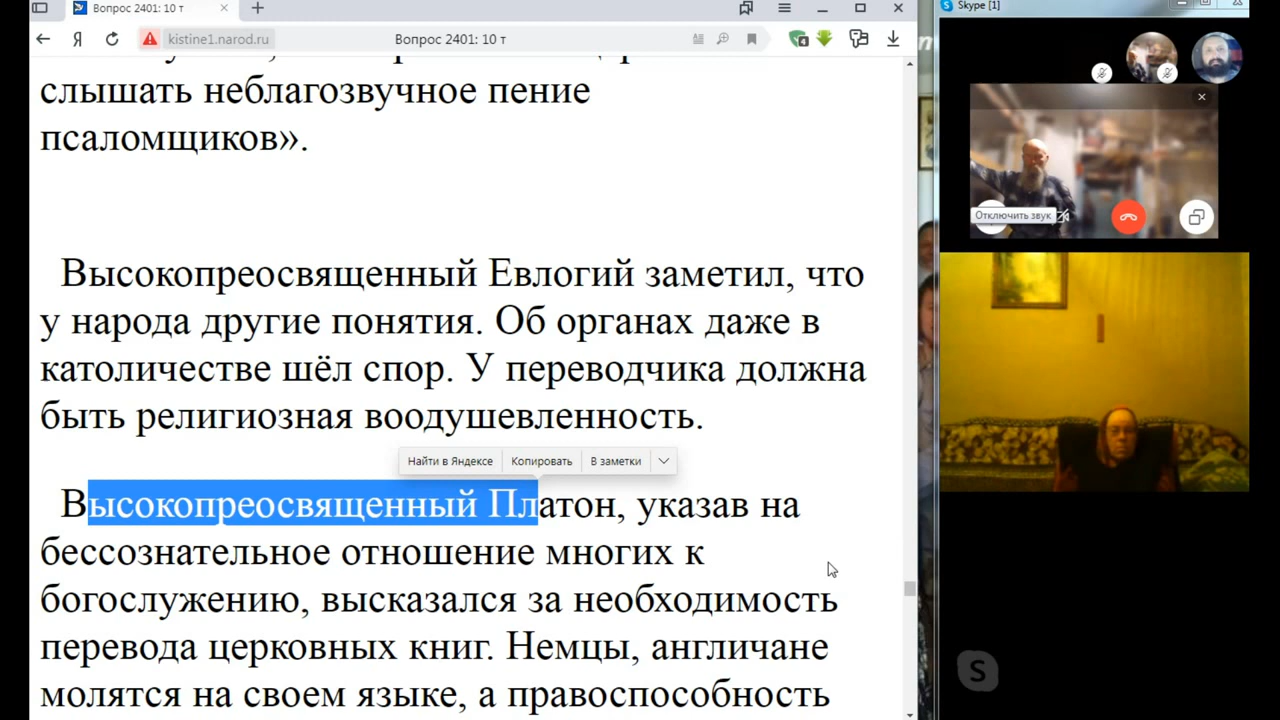 Вопрос 2401: 10 т
Skype [1]
Я
kistine1.narod.ru
Вопрос 2401: 10 т
4
слышать неблагозвучное пение
псаломщиков».
Отключить звук
Высокопреосвященный Евлогий заметил, что
у народа другие понятия. Об органах даже в
католичестве шёл спор. У переводчика должна
быть религиозная воодушевленность.
Найти в Яндексе
Копировать
В заметки
Высокопреосвященный Платон, указав на
бессознательное отношение многих к
богослужению, высказался за необходимость
перевода церковных книг. Немцы, англичане
молятся на своем языке, а правоспособность
S